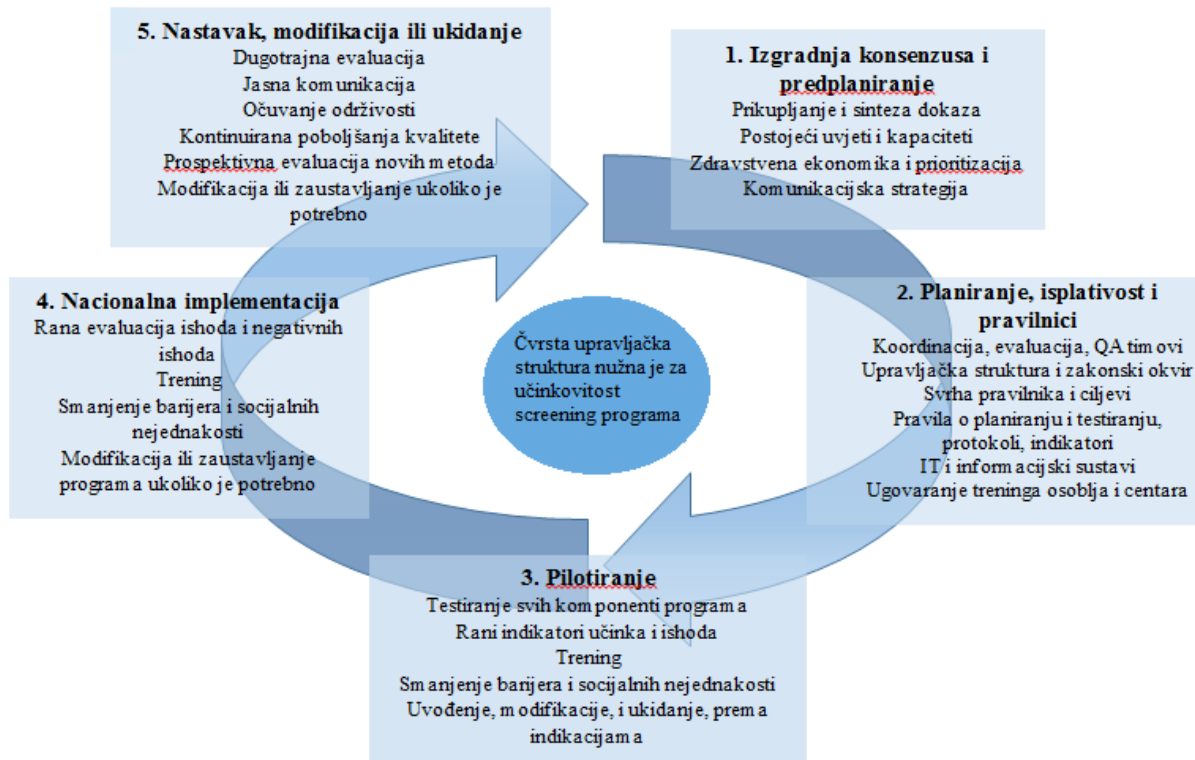 5. Nastavak, modifikacija ili ukidanje
Dugotrajna evaluacija
Jasna komunikacija
Očuvanje održivosti
Kontinuirana poboljšanja kvalitete
Prospektivna evaluacija novih metoda
Modifikacija ili zaustavljanje ukoliko je
potrebno
1. Izgradnja konsenzusa i
predplaniranje
Prikupljanje i sinteza dokaza
Postojeći uvjeti i kapaciteti
Zdravstvena ekonomika i prioritizacija
Komunikacijska strategija
2. Planiranje, isplativost i
pravilnici
Koordinacija, evaluacija, QA timovi
Upravljačka struktura i zakonski okvir
Svrha pravilnika i ciljevi
Pravila o planiranju i testiranju,
protokoli, indikatori
IT i informacijski sustavi
Ugovaranje treninga osoblja i centara
3. Pilotiranje
Testiranje svih komponenti programa
Rani indikatori učinka i ishoda
Trening
Smanjenje barijera i socijalnih nejednakosti
Uvođenje, modifikacije, i ukidanje, prema
indikacijama
4. Nacionalna implementacija
Rana evaluacija ishoda i negativnih
ishoda
Trening
Smanjenje barijera i socijalnih
nejednakosti
Modifikacija ili zaustavljanje
programa ukoliko je potrebno
Čvrsta upravljačka
struktura nužna je za
učinkovitost
screening programa